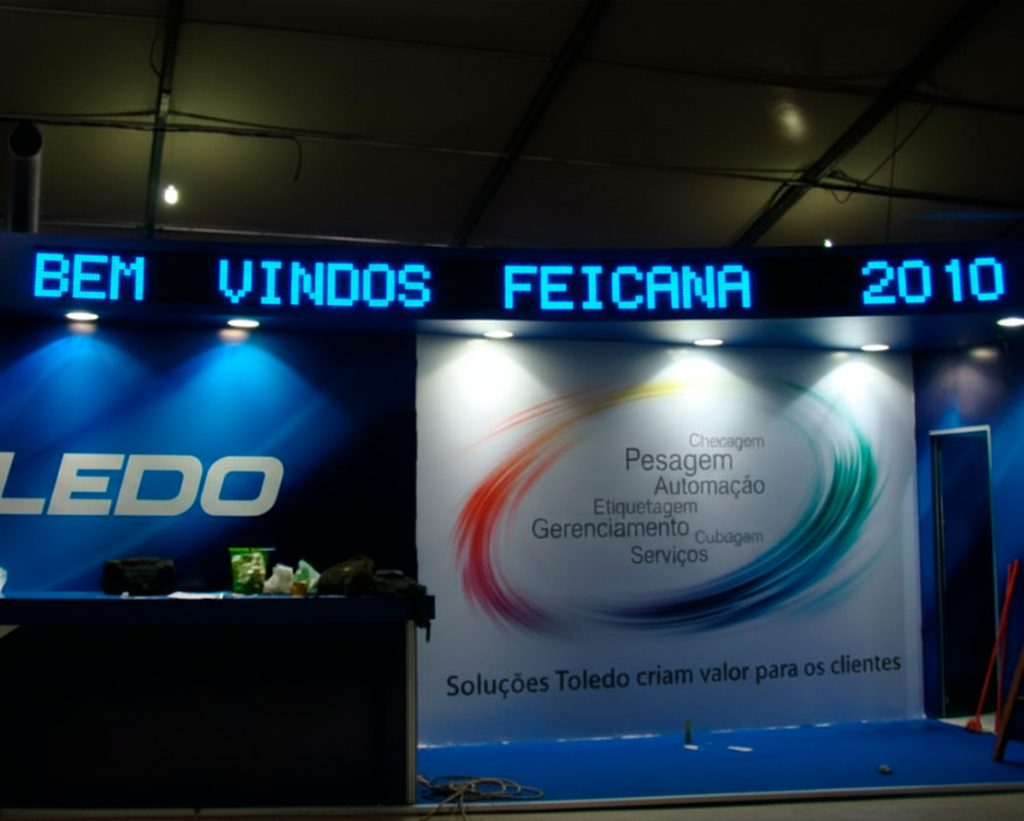 BEM VINDOS FEICANA 2010
LEDO
Checagem
Pesagem
Automação
Etiquetagem
Gerenciamento
Cubagem
Serviços
Soluções Toledo criam valor para os clientes